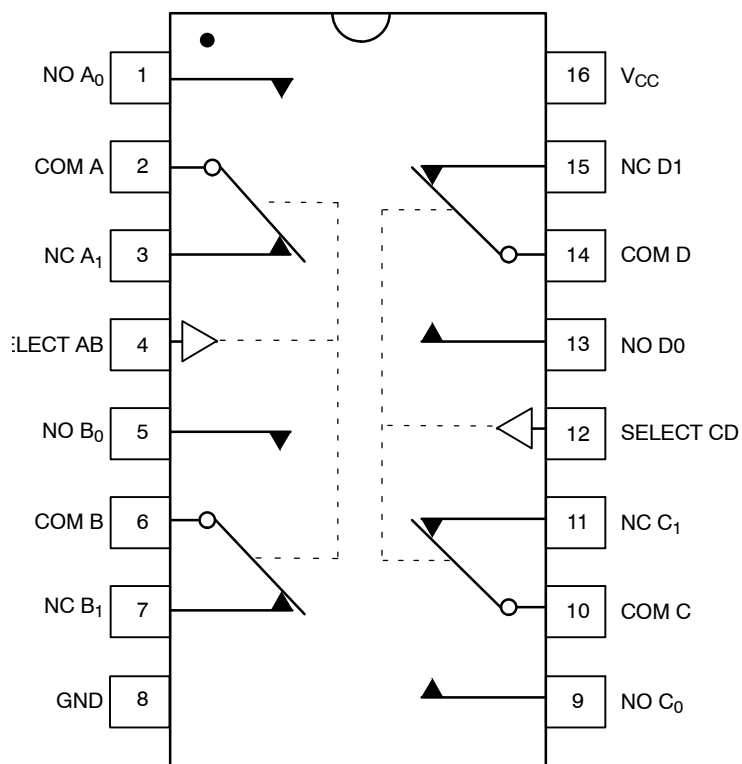 NO A₀ 1
COM A 2
NC A₁ 3
ELECT AB 4
NO B₀ 5
COM B 6
NC B₁ 7
GND 8
16 V_CC
15 NC D1
14 COM D
13 NO D0
12 SELECT CD
11 NC C₁
10 COM C
9 NO C₀